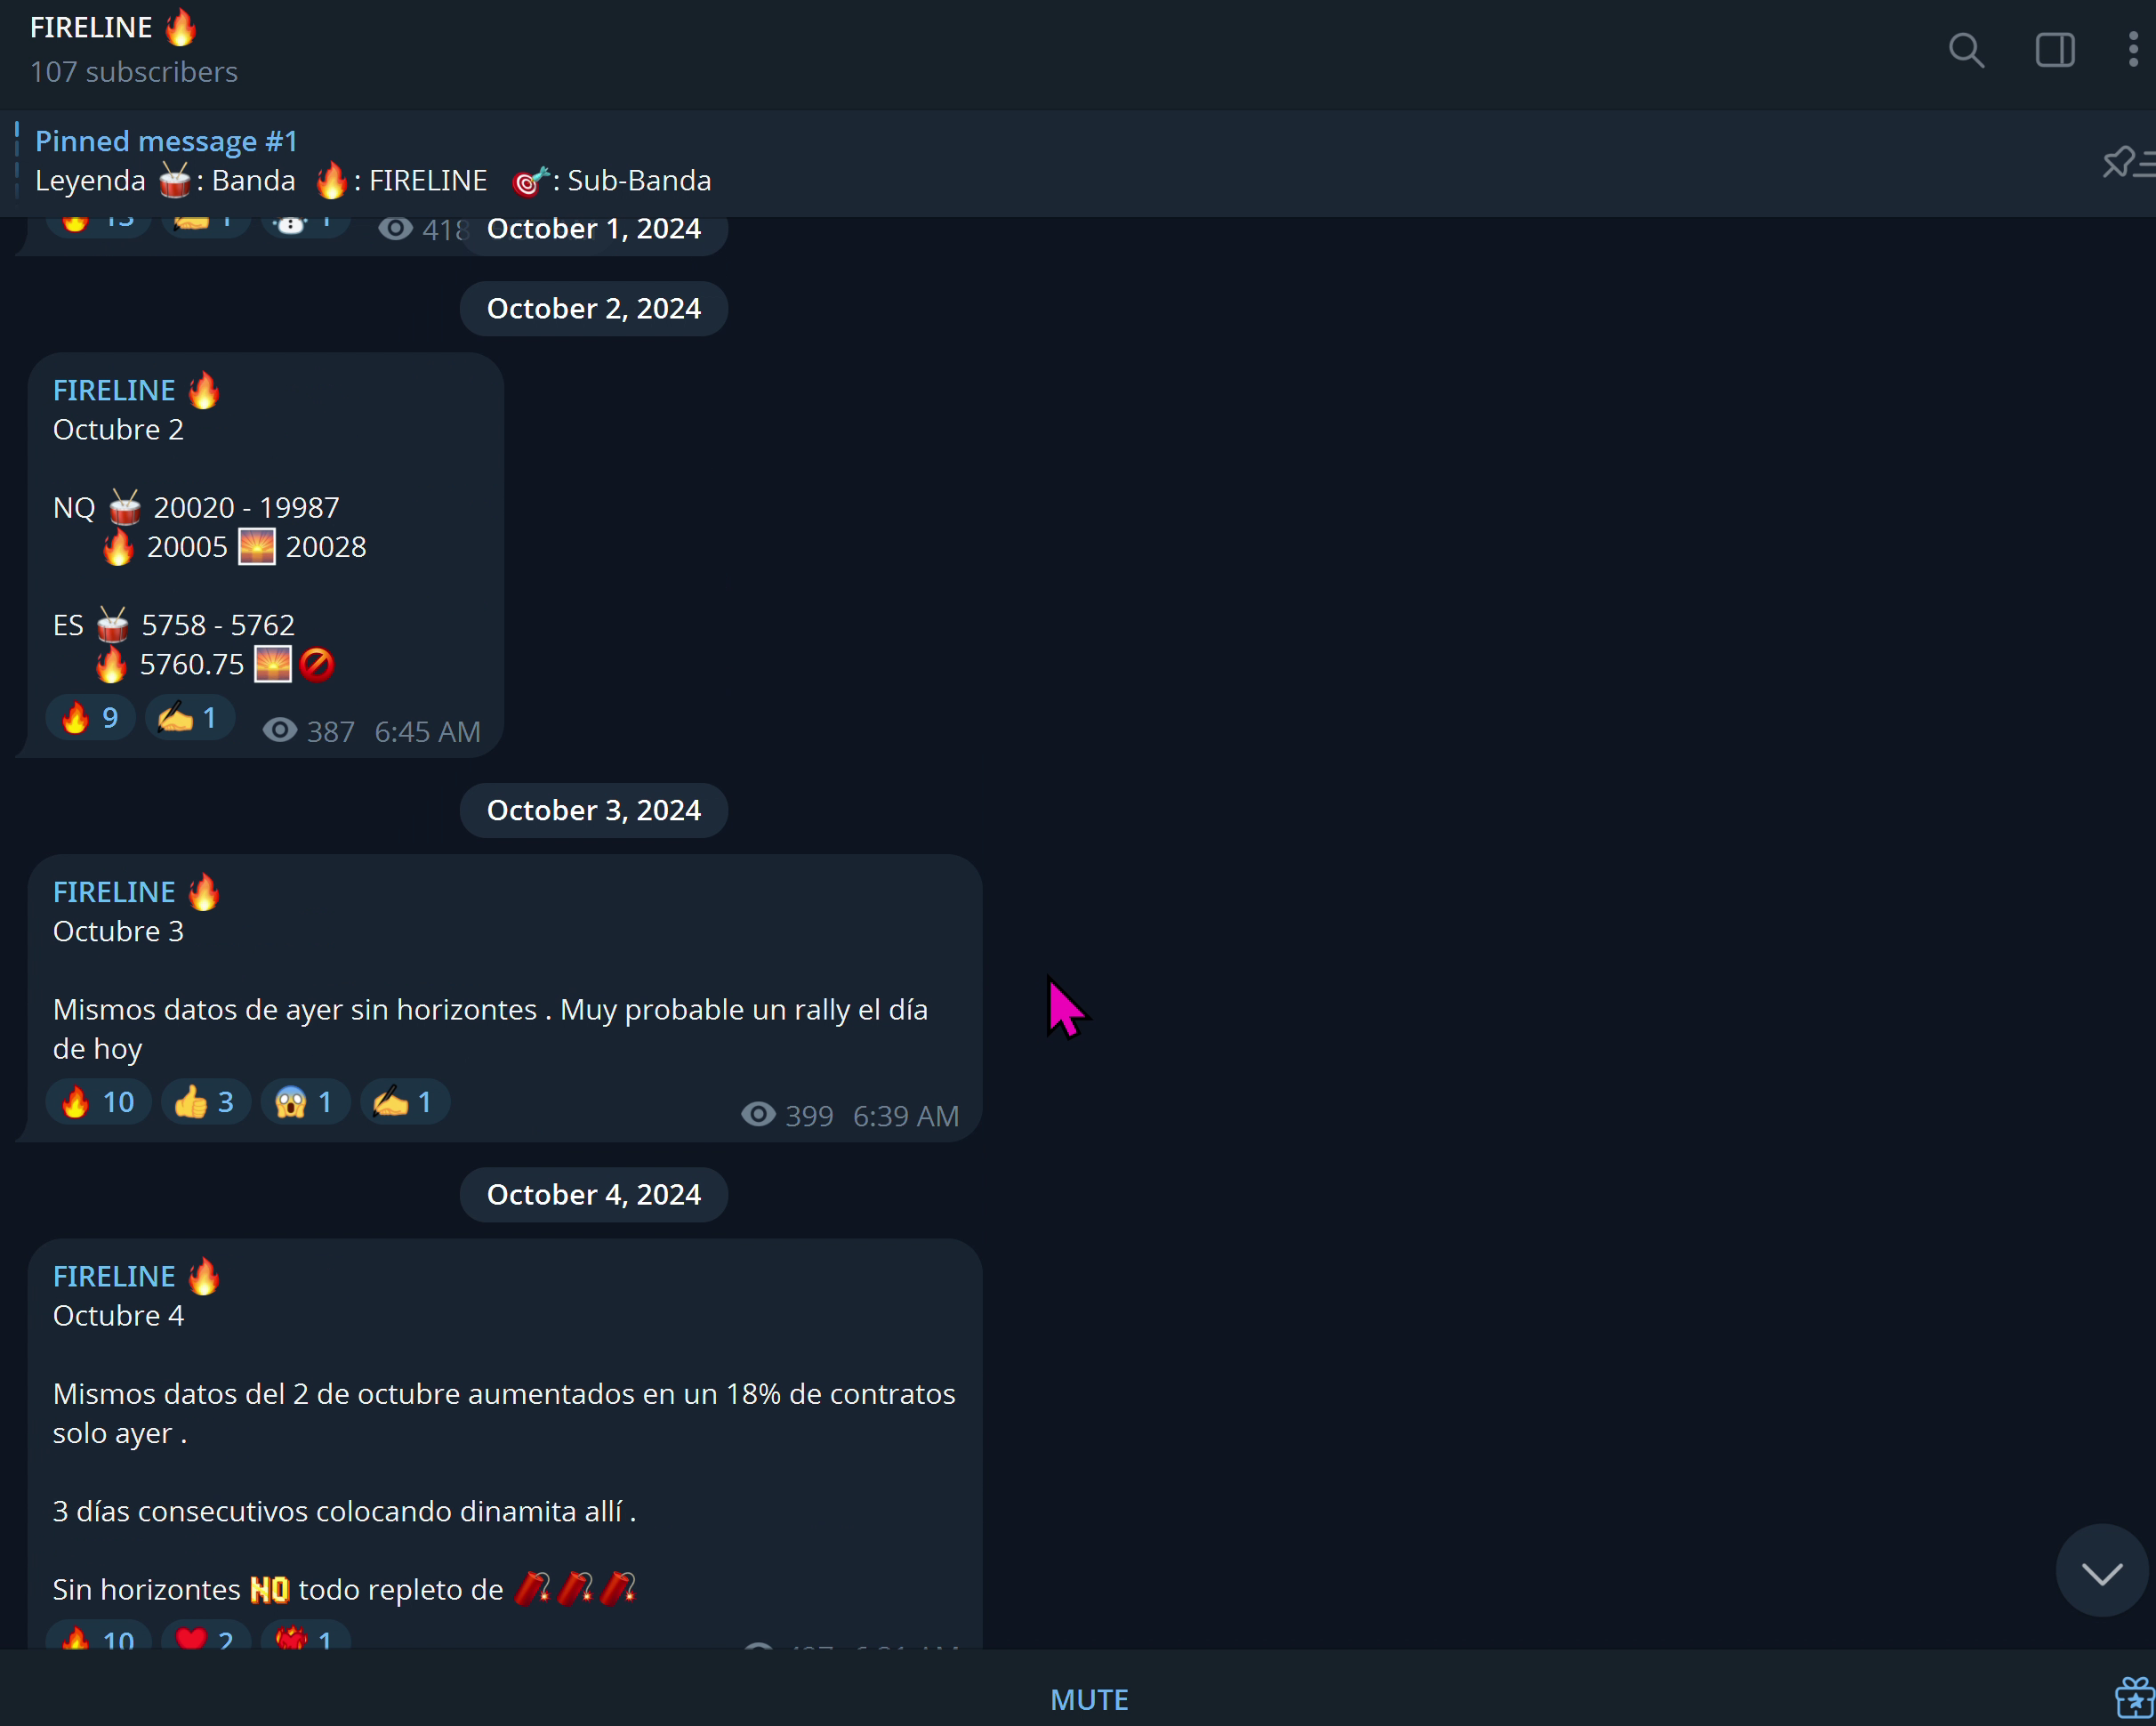 FIRELINE 🔥
107 subscribers
Pinned message #1
Leyenda 🥁: Banda 🔥: FIRELINE 🎯: Sub-Banda
🔥 13 ✍ 1 ☃ 1 418
October 1, 2024
October 2, 2024
FIRELINE 🔥
Octubre 2
NQ 🥁 20020 - 19987
🔥 20005 🌅 20028
ES 🥁 5758 - 5762
🔥 5760.75 🌅🚫
🔥 9 ✍ 1 387 6:45 AM
October 3, 2024
FIRELINE 🔥
Octubre 3
Mismos datos de ayer sin horizontes . Muy probable un rally el día
de hoy
🔥 10 👍 3 😱 1 ✍ 1 399 6:39 AM
October 4, 2024
FIRELINE 🔥
Octubre 4
Mismos datos del 2 de octubre aumentados en un 18% de contratos
solo ayer .
3 días consecutivos colocando dinamita allí .
Sin horizontes NO todo repleto de 🧨🧨🧨
🔥 10 ❤ 2 ❤‍🔥 1
MUTE